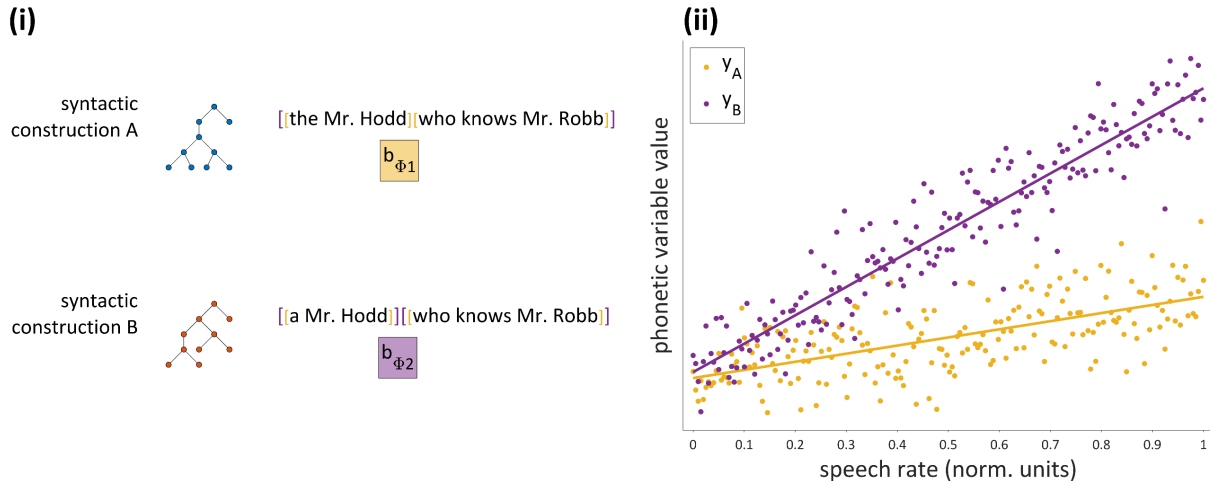 (i)
syntactic
construction A
[[the Mr. Hodd][who knows Mr. Robb]]
bΦ1
syntactic
construction B
[[a Mr. Hodd]][[who knows Mr. Robb]]
bΦ2
(ii)
yA
yB
phonetic variable value
0 0.1 0.2 0.3 0.4 0.5 0.6 0.7 0.8 0.9 1
speech rate (norm. units)